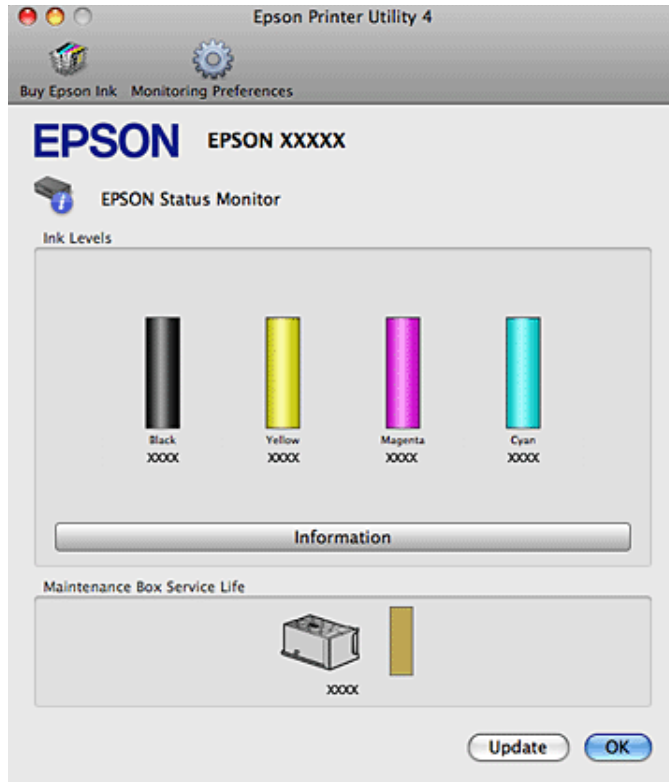 Epson Printer Utility 4
Buy Epson Ink Monitoring Preferences
EPSON EPSON XXXXX
EPSON Status Monitor
Ink Levels
Black Yellow Magenta Cyan
XXXX XXXX XXXX XXXX
Information
Maintenance Box Service Life
XXXX
Update OK